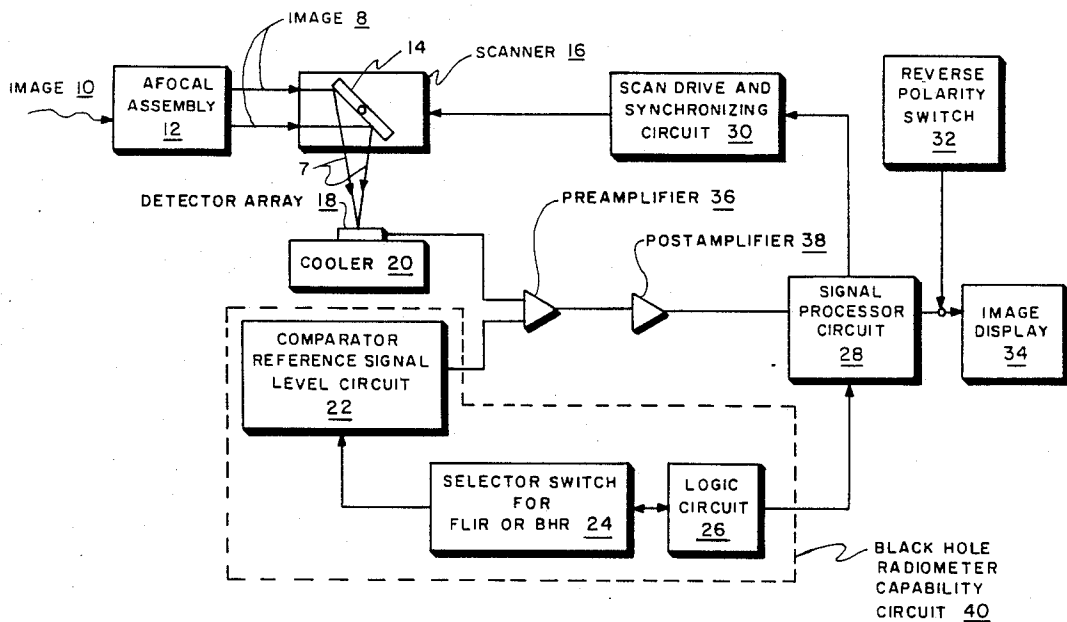 IMAGE 8
14
SCANNER 16
IMAGE 10
AFOCAL
ASSEMBLY
12
SCAN DRIVE AND
SYNCHRONIZING
CIRCUIT 30
REVERSE
POLARITY
SWITCH
32
7
DETECTOR ARRAY 18
PREAMPLIFIER 36
COOLER 20
POSTAMPLIFIER 38
SIGNAL
PROCESSOR
CIRCUIT
28
IMAGE
DISPLAY
34
COMPARATOR
REFERENCE SIGNAL
LEVEL CIRCUIT
22
SELECTOR SWITCH
FOR
FLIR OR BHR 24
LOGIC
CIRCUIT
26
BLACK HOLE
RADIOMETER
CAPABILITY
CIRCUIT 40